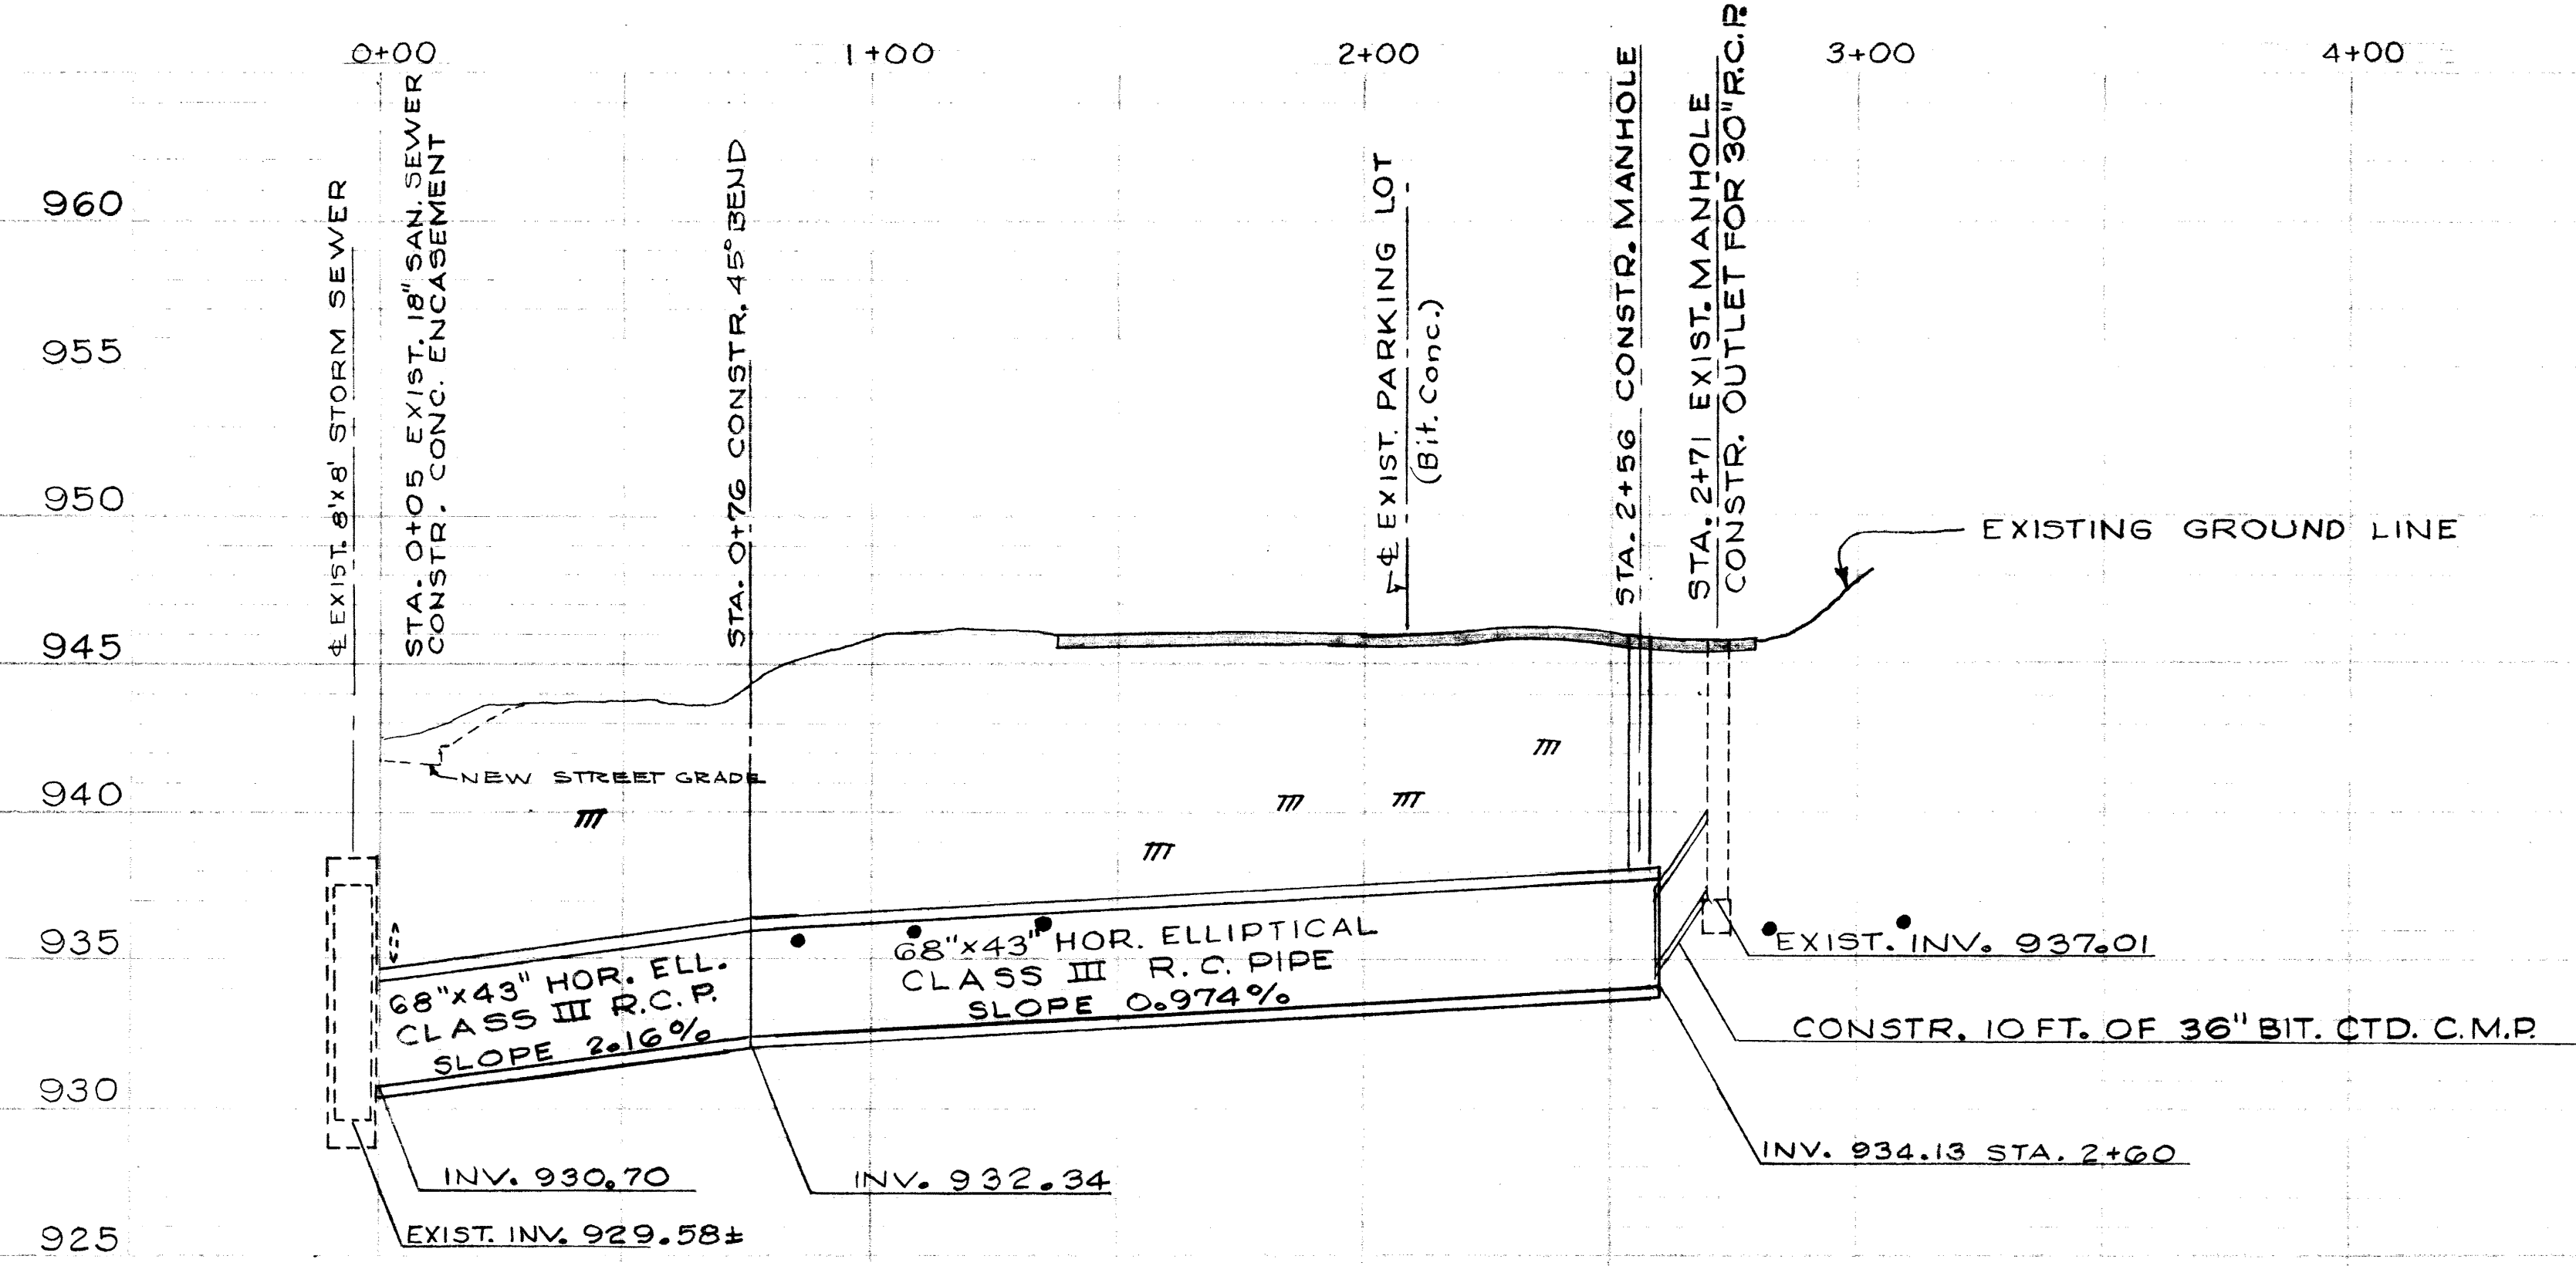 0+00
1+00
2+00
3+00
4+00
960
955
950
945
940
935
930
925
℄ EXIST. 8'x8' STORM SEWER
STA. 0+05 EXIST. 18" SAN. SEWER
CONSTR. CONC. ENCASEMENT
STA. 0+76 CONSTR. 45° BEND
℄ EXIST. PARKING LOT
(Bit. Conc.)
STA. 2+56 CONSTR. MANHOLE
STA. 2+71 EXIST. MANHOLE
CONSTR. OUTLET FOR 30" R.C.P.
EXISTING GROUND LINE
NEW STREET GRADE
68"x43" HOR. ELL.
CLASS III R.C.P.
SLOPE 2.16%
68"x43" HOR. ELLIPTICAL
CLASS III R.C. PIPE
SLOPE 0.974%
EXIST. INV. 937.01
CONSTR. 10 FT. OF 36" BIT. CTD. C.M.P.
INV. 934.13 STA. 2+60
INV. 930.70
INV. 932.34
EXIST. INV. 929.58±